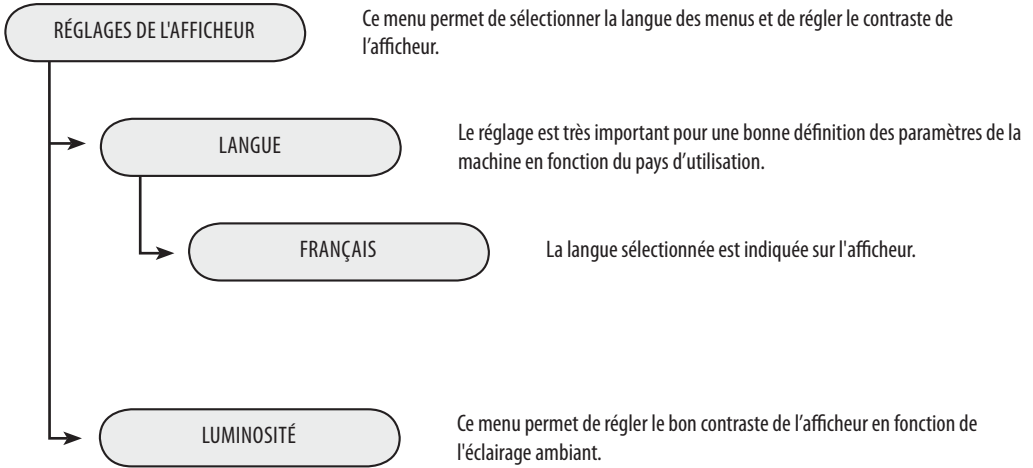 RÉGLAGES DE L'AFFICHEUR
Ce menu permet de sélectionner la langue des menus et de régler le contraste de
l’afficheur.
LANGUE
Le réglage est très important pour une bonne définition des paramètres de la
machine en fonction du pays d’utilisation.
FRANÇAIS
La langue sélectionnée est indiquée sur l'afficheur.
LUMINOSITÉ
Ce menu permet de régler le bon contraste de l’afficheur en fonction de
l'éclairage ambiant.